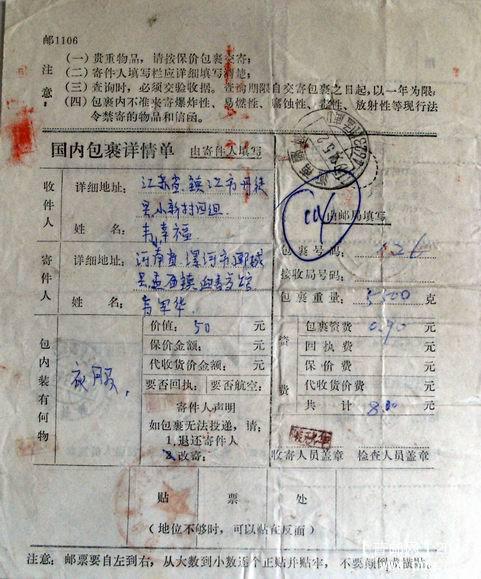 邮1106
注意：
(一) 贵重物品，请按保价包裹交寄；
(二) 寄件人填写栏应详细填写清楚；
(三) 查询时，必须交验收据。查询期限自交寄包裹之日起，以一年为限；
(四) 包裹内不准夹寄爆炸性、易燃性、腐蚀性、毒性、放射性等现行法
令禁寄的物品和信函。
国内包裹详情单 由寄件人填写
由邮局填写
收件人
详细地址：江苏省镇江市丹徒
姓名：
寄件人
详细地址：河南省漯河市郾城
姓名：
包裹号码：
接收局号码：
包裹重量：5500 克
包内装有何物
衣服
价值：50 元
保价金额： 元
代收货价金额： 元
要否回执： 要否航空：
寄件人声明
如包裹无法投递，请：
1.退还寄件人
2.改寄：
资费
包裹资费 元
回执费 元
保价费 元
代收货价费 元
共计 元
收寄人员盖章 检查人员盖章
贴票处
(地位不够时，可以贴在反面)
注意：邮票要自左到右，从大数到小数逐个正贴并贴牢，不要颠倒或横贴。